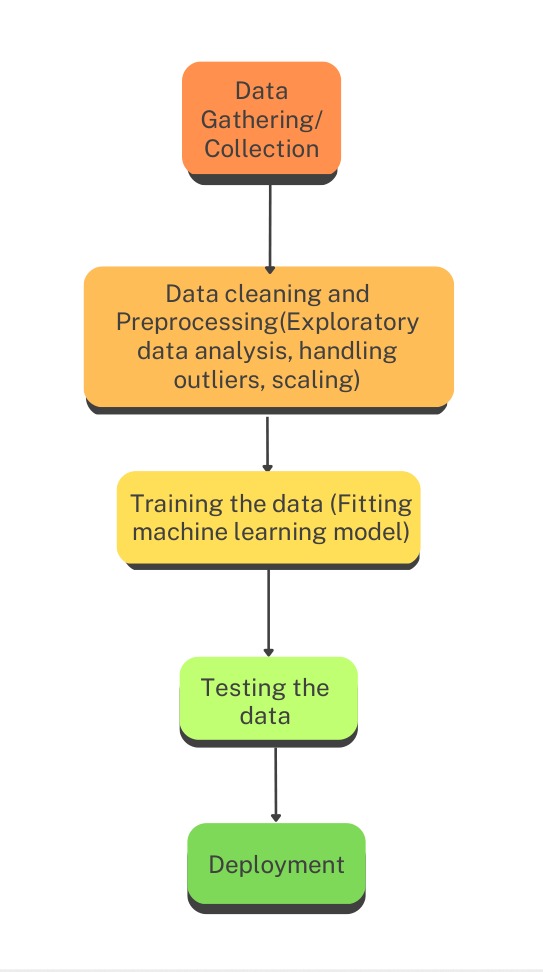 Data
Gathering/
Collection
Data cleaning and
Preprocessing(Exploratory
data analysis, handling
outliers, scaling)
Training the data (Fitting
machine learning model)
Testing the
data
Deployment